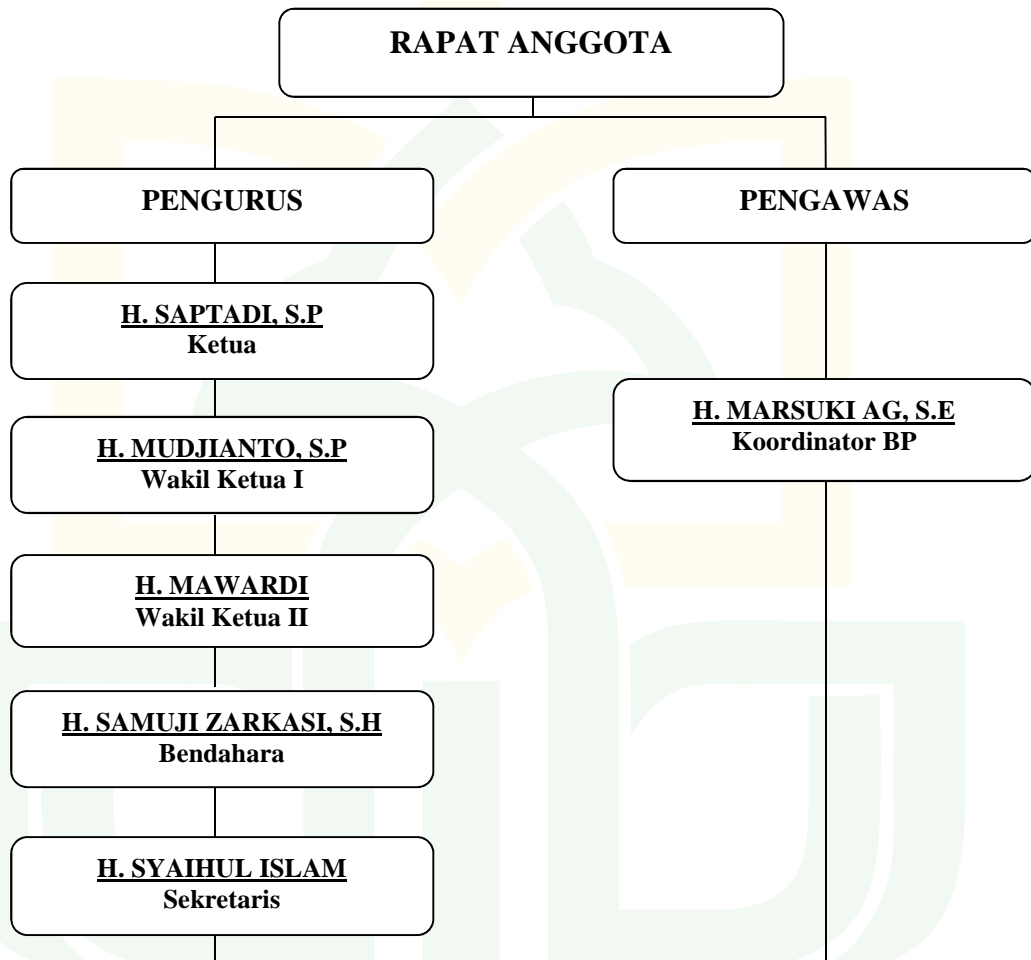 RAPAT ANGGOTA
PENGURUS
PENGAWAS
H. SAPTADI, S.P
Ketua
H. MUDJIANTO, S.P
Wakil Ketua I
H. MARSUKI AG, S.E
Koordinator BP
H. MAWARDI
Wakil Ketua II
H. SAMUJI ZARKASI, S.H
Bendahara
H. SYAIHUL ISLAM
Sekretaris